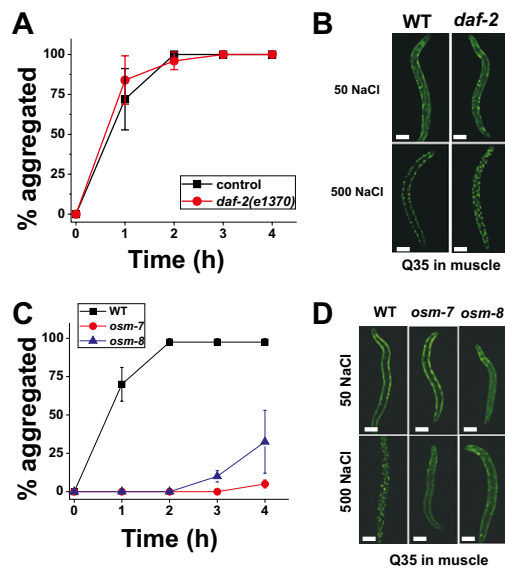 A
% aggregated
100
75
50
25
0
control
daf-2(e1370)
0 1 2 3 4
Time (h)
B
WT daf-2
50 NaCl
500 NaCl
Q35 in muscle
C
WT
osm-7
osm-8
% aggregated
100
75
50
25
0
0 1 2 3 4
Time (h)
D
WT osm-7 osm-8
50 NaCl
500 NaCl
Q35 in muscle